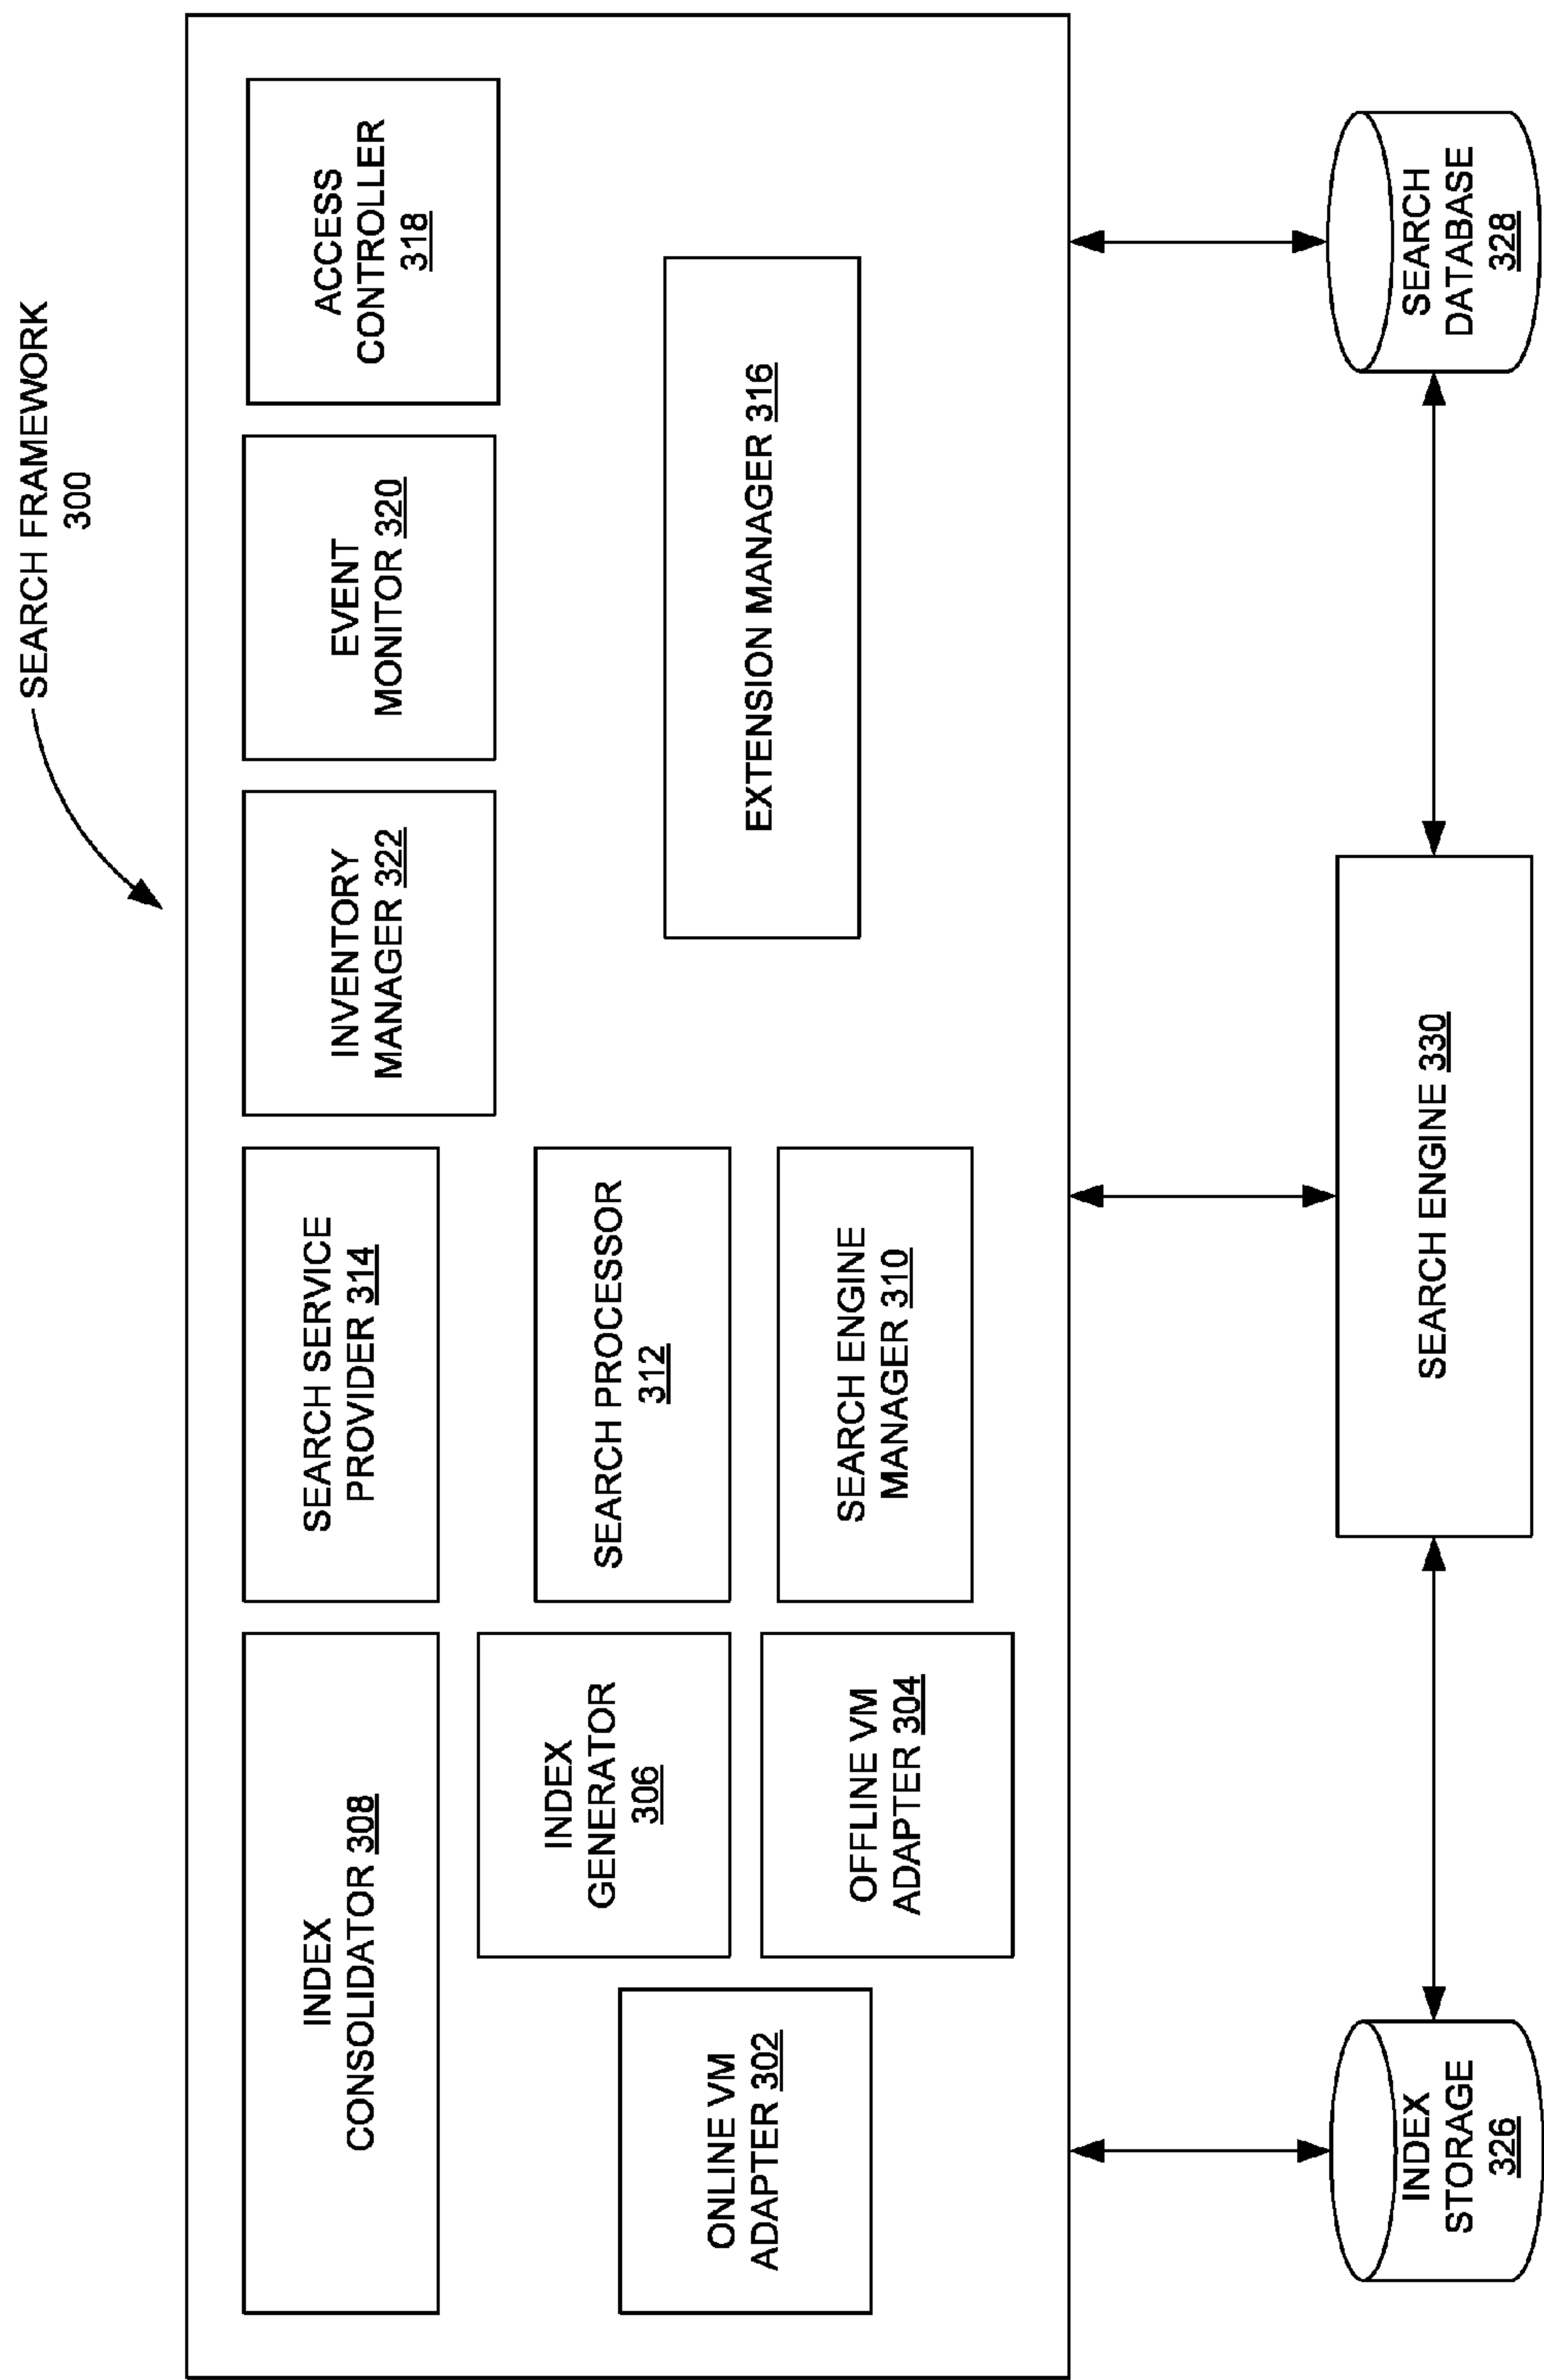 SEARCH FRAMEWORK
300
INDEX
CONSOLIDATOR 308
SEARCH SERVICE
PROVIDER 314
INVENTORY
MANAGER 322
EVENT
MONITOR 320
ACCESS
CONTROLLER
318
INDEX
GENERATOR
306
SEARCH PROCESSOR
312
ONLINE VM
ADAPTER 302
OFFLINE VM
ADAPTER 304
SEARCH ENGINE
MANAGER 310
EXTENSION MANAGER 316
INDEX
STORAGE
326
SEARCH ENGINE 330
SEARCH
DATABASE
328